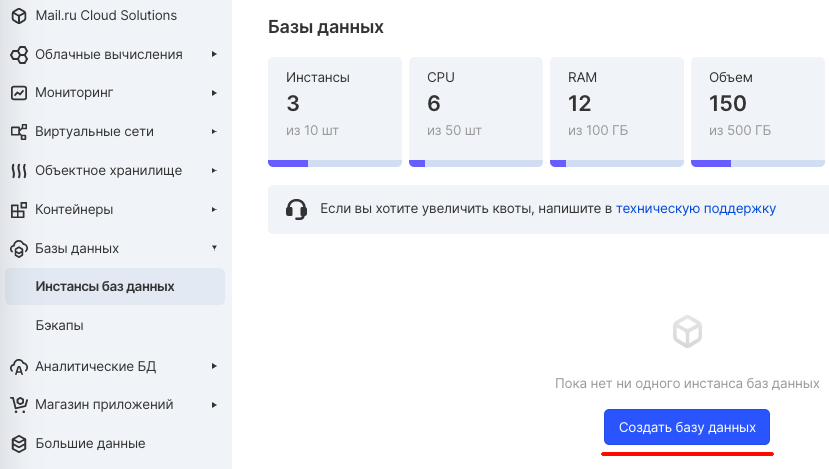 Mail.ru Cloud Solutions
Облачные вычисления
Мониторинг
Виртуальные сети
Объектное хранилище
Контейнеры
Базы данных
Инстансы баз данных
Бэкапы
Аналитические БД
Магазин приложений
Большие данные
Базы данных
Инстансы
3
из 10 шт
CPU
6
из 50 шт
RAM
12
из 100 ГБ
Объем
150
из 500 ГБ
Если вы хотите увеличить квоты, напишите в техническую поддержку
Пока нет ни одного инстанса баз данных
Создать базу данных